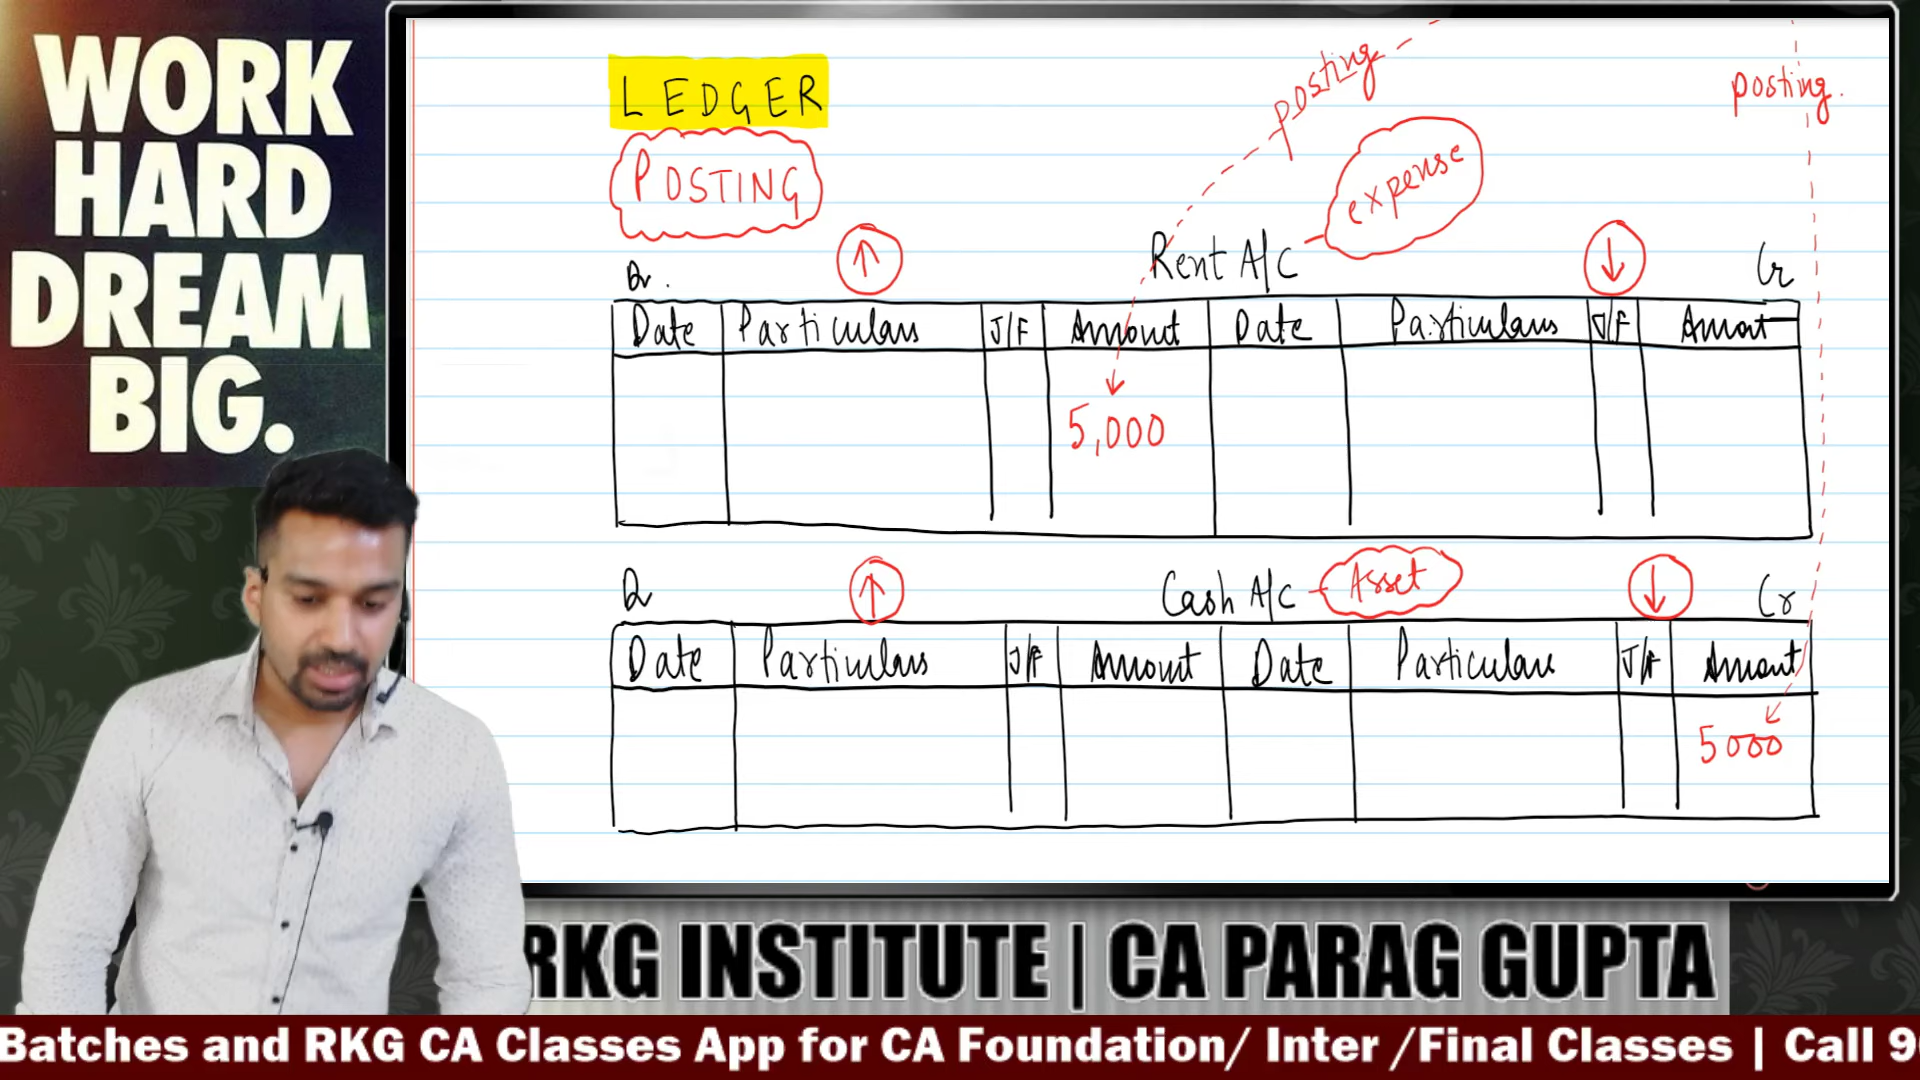 WORK
HARD
DREAM
BIG.
LEDGER
POSTING
posting
posting.
expense
Rent A/C
Dr.
Cr
Date Particulars J/F Amount Date Particulars J/F Amount
5,000
Cash A/C - Asset
Dr
Cr
Date Particulars J/F Amount Date Particulars J/F Amount
5000
RKG INSTITUTE | CA PARAG GUPTA
Batches and RKG CA Classes App for CA Foundation/ Inter /Final Classes | Call 9